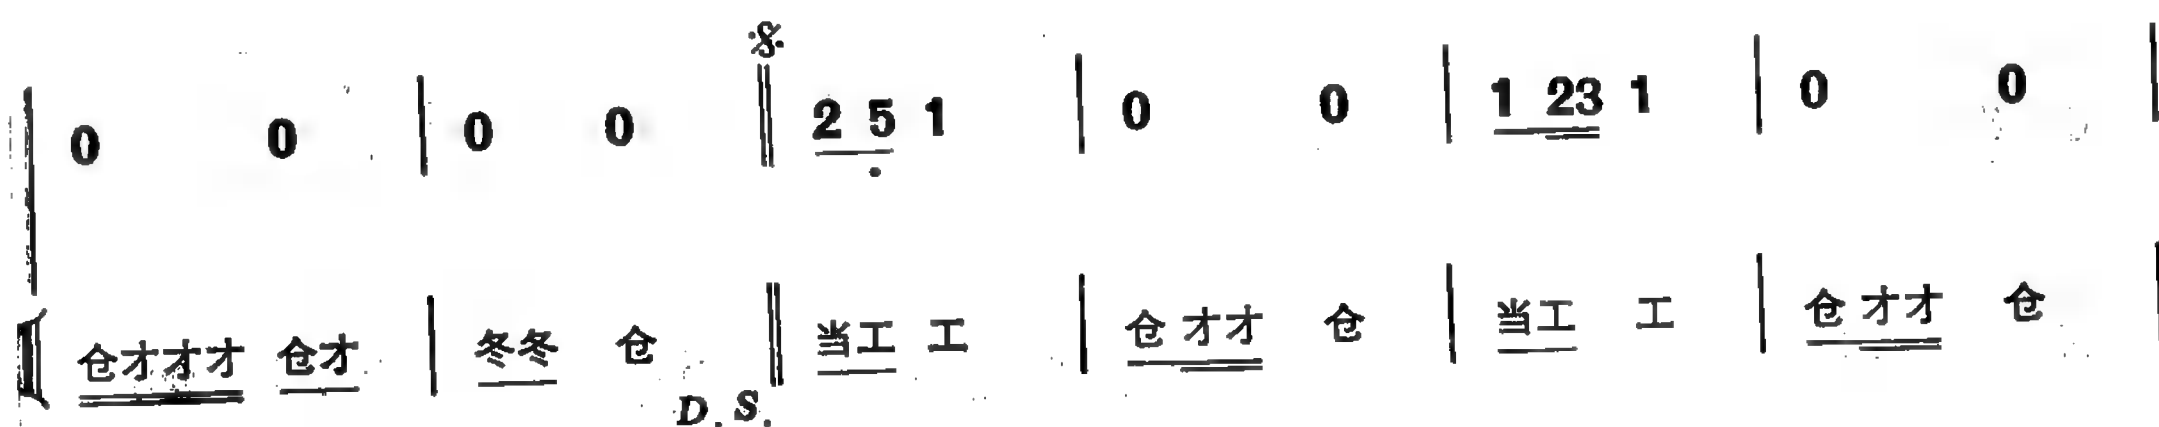 0 0 | 0 0 ‖ 2 5̣ 1 | 0 0 | 1 23 1 | 0 0 |
仓才才才 仓才 | 冬冬 仓 ‖ 当工 工 | 仓 才才 仓 | 当工 工 | 仓 才才 仓 |
D.S.